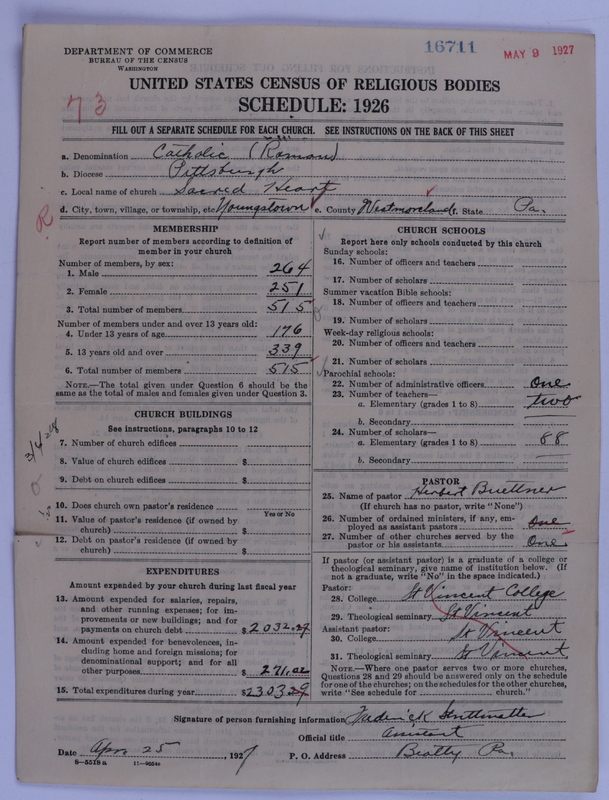 16711
MAY 9 1927
DEPARTMENT OF COMMERCE
BUREAU OF THE CENSUS
WASHINGTON
UNITED STATES CENSUS OF RELIGIOUS BODIES
SCHEDULE: 1926
73
FILL OUT A SEPARATE SCHEDULE FOR EACH CHURCH. SEE INSTRUCTIONS ON THE BACK OF THIS SHEET
a. Denomination Catholic (Roman)
b. Diocese Pittsburgh
c. Local name of church Sacred Heart
d. City, town, village, or township, etc. Youngstown e. County Westmoreland f. State Pa.
R
MEMBERSHIP
Report number of members according to definition of
member in your church
Number of members, by sex:
1. Male 264
2. Female 251
3. Total number of members 515
Number of members under and over 13 years old:
4. Under 13 years of age 176
5. 13 years old and over 339
6. Total number of members 515
NOTE.—The total given under Question 6 should be the
same as the total of males and females given under Question 3.
CHURCH BUILDINGS
See instructions, paragraphs 10 to 12
7. Number of church edifices
8. Value of church edifices $
9. Debt on church edifices $
10. Does church own pastor's residence
Yes or No
11. Value of pastor's residence (if owned by
church) $
12. Debt on pastor's residence (if owned by
church) $
EXPENDITURES
Amount expended by your church during last fiscal year
13. Amount expended for salaries, repairs,
and other running expenses; for im-
provements or new buildings; and for
payments on church debt $2032.27
14. Amount expended for benevolences, in-
cluding home and foreign missions; for
denominational support; and for all
other purposes $271.02
15. Total expenditures during year $2303.29
CHURCH SCHOOLS
Report here only schools conducted by this church
Sunday schools:
16. Number of officers and teachers
17. Number of scholars
Summer vacation Bible schools:
18. Number of officers and teachers
19. Number of scholars
Week-day religious schools:
20. Number of officers and teachers
21. Number of scholars
Parochial schools:
22. Number of administrative officers One
23. Number of teachers—
a. Elementary (grades 1 to 8) two
b. Secondary
24. Number of scholars—
a. Elementary (grades 1 to 8) 88
b. Secondary
PASTOR
25. Name of pastor Herbert Buettner
(If church has no pastor, write "None")
26. Number of ordained ministers, if any, em-
ployed as assistant pastors one
27. Number of other churches served by the
pastor or his assistants One
If pastor (or assistant pastor) is a graduate of a college or
theological seminary, give name of institution below. (If
not a graduate, write "No" in the space indicated.)
Pastor:
28. College St Vincent College
29. Theological seminary St Vincent
Assistant pastor:
30. College St Vincent
31. Theological seminary St Vincent
NOTE.—Where one pastor serves two or more churches,
Questions 28 and 29 should be answered only on the schedule
for one of the churches; on the schedules for the other churches,
write "See schedule for ........ church."
Signature of person furnishing information Frederick
Official title Assistant
Date Apr. 25, 1927
P. O. Address Beatty Pa.
8—5518 a